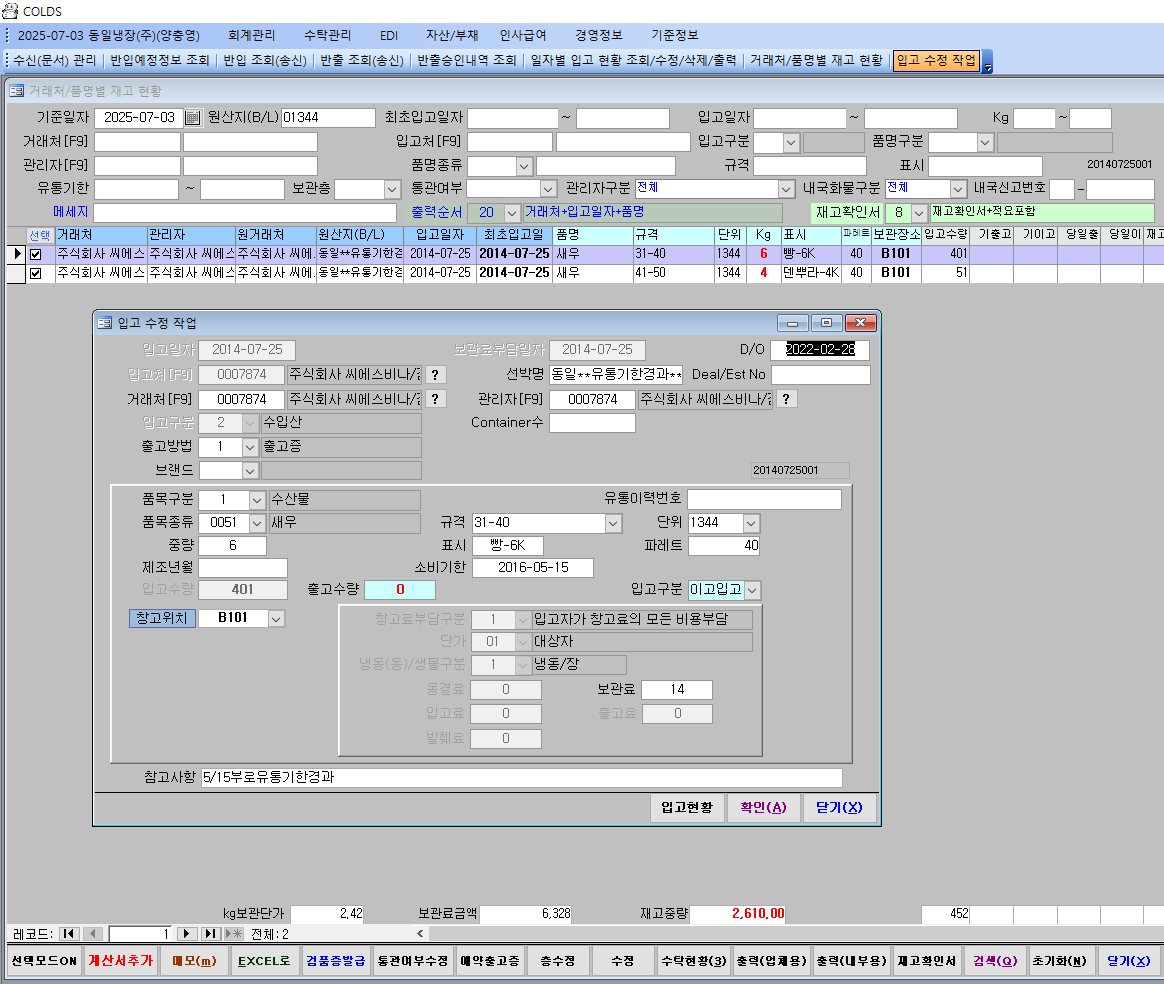 COLDS
2025-07-03 동일냉장(주)(양충영) 회계관리 수탁관리 EDI 자산/부채 인사급여 경영정보 기준정보
수신(문서) 관리 반입예정정보 조회 반입 조회(송신) 반출 조회(송신) 반출승인내역 조회 일자별 입고 현황 조회/수정/삭제/출력 거래처/품명별 재고 현황 입고 수정 작업
거래처/품명별 재고 현황
기준일자 2025-07-03 원산지(B/L) 01344 최초입고일자 ~ 입고일자 ~ Kg ~
거래처[F9] 입고처[F9] 입고구분 품명구분
관리자[F9] 품명종류 규격 표시 20140725001
유통기한 ~ 보관층 통관여부 관리자구분 전체 내국화물구분 전체 내국신고번호 -
메세지 출력순서 20 거래처+입고일자+품명 재고확인서 8 재고확인서+적요포함
선택 거래처 관리자 원거래처 원산지(B/L) 입고일자 최초입고일 품명 규격 단위 Kg 표시 파레트 보관장소 입고수량 기출고 기이고 당일출 당일이 재고
주식회사 씨에스 주식회사 씨에스 주식회사 씨에. 동일**유통기한경 2014-07-25 2014-07-25 새우 31-40 1344 6 빵-6K 40 B101 401
주식회사 씨에스 주식회사 씨에스 주식회사 씨에. 동일**유통기한경 2014-07-25 2014-07-25 새우 41-50 1344 4 덴뿌라-4K 40 B101 51
입고 수정 작업
입고일자 2014-07-25 보관료부담일자 2014-07-25 D/O 2022-02-28
입고처[F9] 0007874 주식회사 씨에스비나/ ? 선박명 동일**유통기한경과** Deal/Est No
거래처[F9] 0007874 주식회사 씨에스비나/ ? 관리자[F9] 0007874 주식회사 씨에스비나/ ?
입고구분 2 수입산 Container수
출고방법 1 출고증
브랜드 20140725001
품목구분 1 수산물 유통이력번호
품목종류 0051 새우 규격 31-40 단위 1344
중량 6 표시 빵-6K 파레트 40
제조년월 소비기한 2016-05-15
입고수량 401 출고수량 0 입고구분 이고입고
창고위치 B101 창고료부담구분 1 입고자가 창고료의 모든 비용부담
단가 01 대상자
냉동(동)/생물구분 1 냉동/장
동결료 0 보관료 14
입고료 0 출고료 0
발췌료 0
참고사항 5/15부로유통기한경과
입고현황 확인(A) 닫기(X)
kg보관단가 2,42 보관료금액 6,328 재고중량 2,610,00 452
레코드: 1 전체: 2
선택모드ON 계산서추가 메모(m) EXCEL로 검품증발급 통관여부수정 예약출고증 층수정 수정 수탁현황(3) 출력(업체용) 출력(내부용) 재고확인서 검색(Q) 초기화(N) 닫기(X)